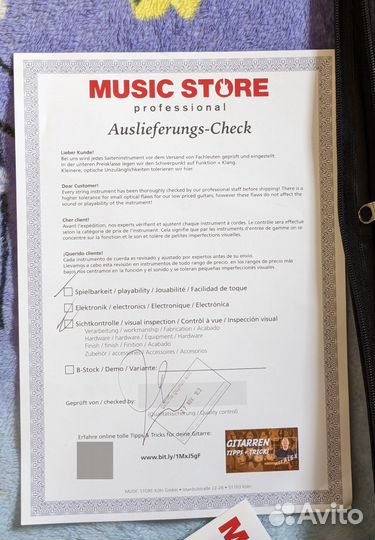 MUSIC STORE
professional
Auslieferungs-Check
Lieber Kunde!
Bei uns wird jedes Saiteninstrument vor dem Versand von Fachleuten geprüft und eingestellt.
In der unteren Preisklasse legen wir den Schwerpunkt auf Funktion + Klang.
Kleinere, optische Unzulänglichkeiten tolerieren wir hier.
Dear Customer!
Every string instrument has been thoroughly checked by our professional staff before shipping! There is a
higher tolerance for small optical flaws for our low priced guitars, however these flaws do not affect the
sound or playability of the instrument!
Cher client!
Avant l'expédition, nos experts vérifient et ajustent chaque instrument à cordes. Le contrôle sera effectué
selon la catégorie de prix de l'instrument. Cela signifie que par les instruments d'entrée de gamme on se
concentre sur la fonction et le son et tolère de petites imperfections visuelles.
¡Querido cliente!
Cada instrumento de cuerda es revisado y ajustado por expertos antes de su envío.
Llevamos a cabo esta revisión en instrumentos de todo rango de precio. en los rangos de precio más
bajos nos centramos en la función y el sonido y se toleran pequeñas imperfecciones visuales.
Spielbarkeit / playability / Jouabilité / Facilidad de toque
Elektronik / electronics / Electronique / Electrónica
Sichtkontrolle / visual inspection / Contrôl à vue / Inspección visual
Verarbeitung / workmanship / Fabrication / Acabado
Hardware / hardware / Equipment / Hardware
Finish / finish / Finition / Acabado
Zubehör / accessories / Accessoires / Accesorios
B-Stock / Demo / Variante:
Geprüft von / checked by:
(Qualitätssicherung / Quality control)
Erfahre online tolle Tipps & Tricks für deine Gitarre:
www.bit.ly/1MxJ5gF
GITARREN
TIPPS + TRICKS
MUSIC STORE Köln GmbH • Istanbulstraße 22-26 • 51103 Köln
MUSIC
Avito